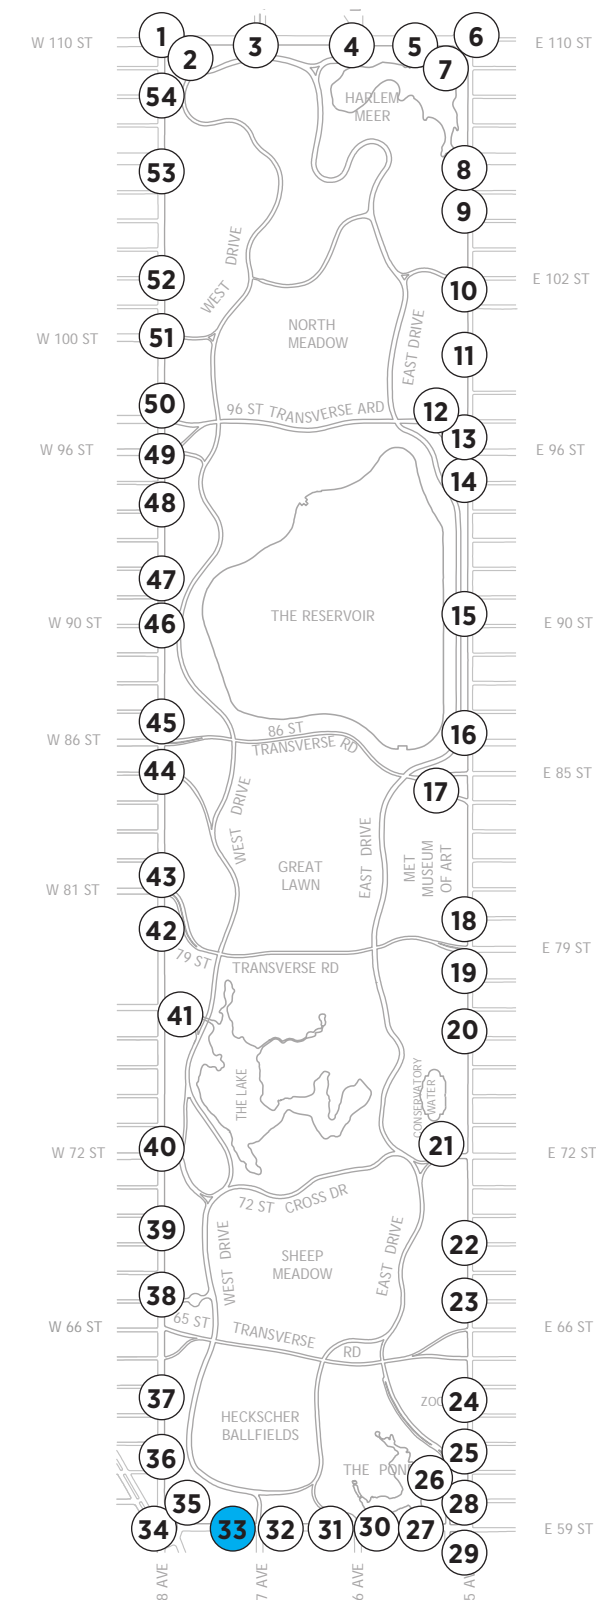 1
6
W 110 ST
3
4
5
E 110 ST
2
7
54
HARLEM
MEER
53
8
9
WEST DRIVE
52
E 102 ST
10
W 100 ST
51
NORTH
MEADOW
EAST DRIVE
11
50
96 ST TRANSVERSE ARD
12
13
W 96 ST
49
E 96 ST
14
48
47
W 90 ST
46
THE RESERVOIR
15
E 90 ST
45
86 ST
TRANSVERSE RD
16
W 86 ST
44
E 85 ST
17
WEST DRIVE
EAST DRIVE
MET
MUSEUM
OF ART
GREAT
LAWN
43
W 81 ST
42
18
79 ST TRANSVERSE RD
E 79 ST
19
41
20
THE LAKE
CONSERVATORY
WATER
W 72 ST
40
21
E 72 ST
72 ST CROSS DR
39
WEST DRIVE
SHEEP
MEADOW
EAST DRIVE
22
38
23
W 66 ST
65 ST TRANSVERSE RD
E 66 ST
37
HECKSCHER
BALLFIELDS
ZOO
24
36
25
THE POND
26
35
28
34
33
32
31
30
27
E 59 ST
29
8 AVE
7 AVE
6 AVE
5 AV